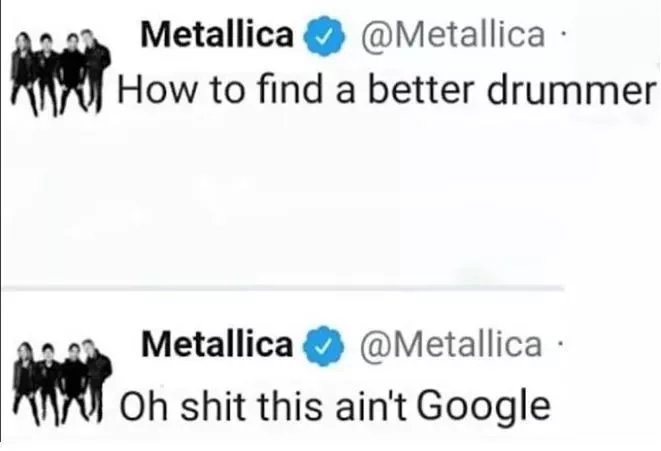 Metallica @Metallica ·
How to find a better drummer
Metallica @Metallica ·
Oh shit this ain't Google